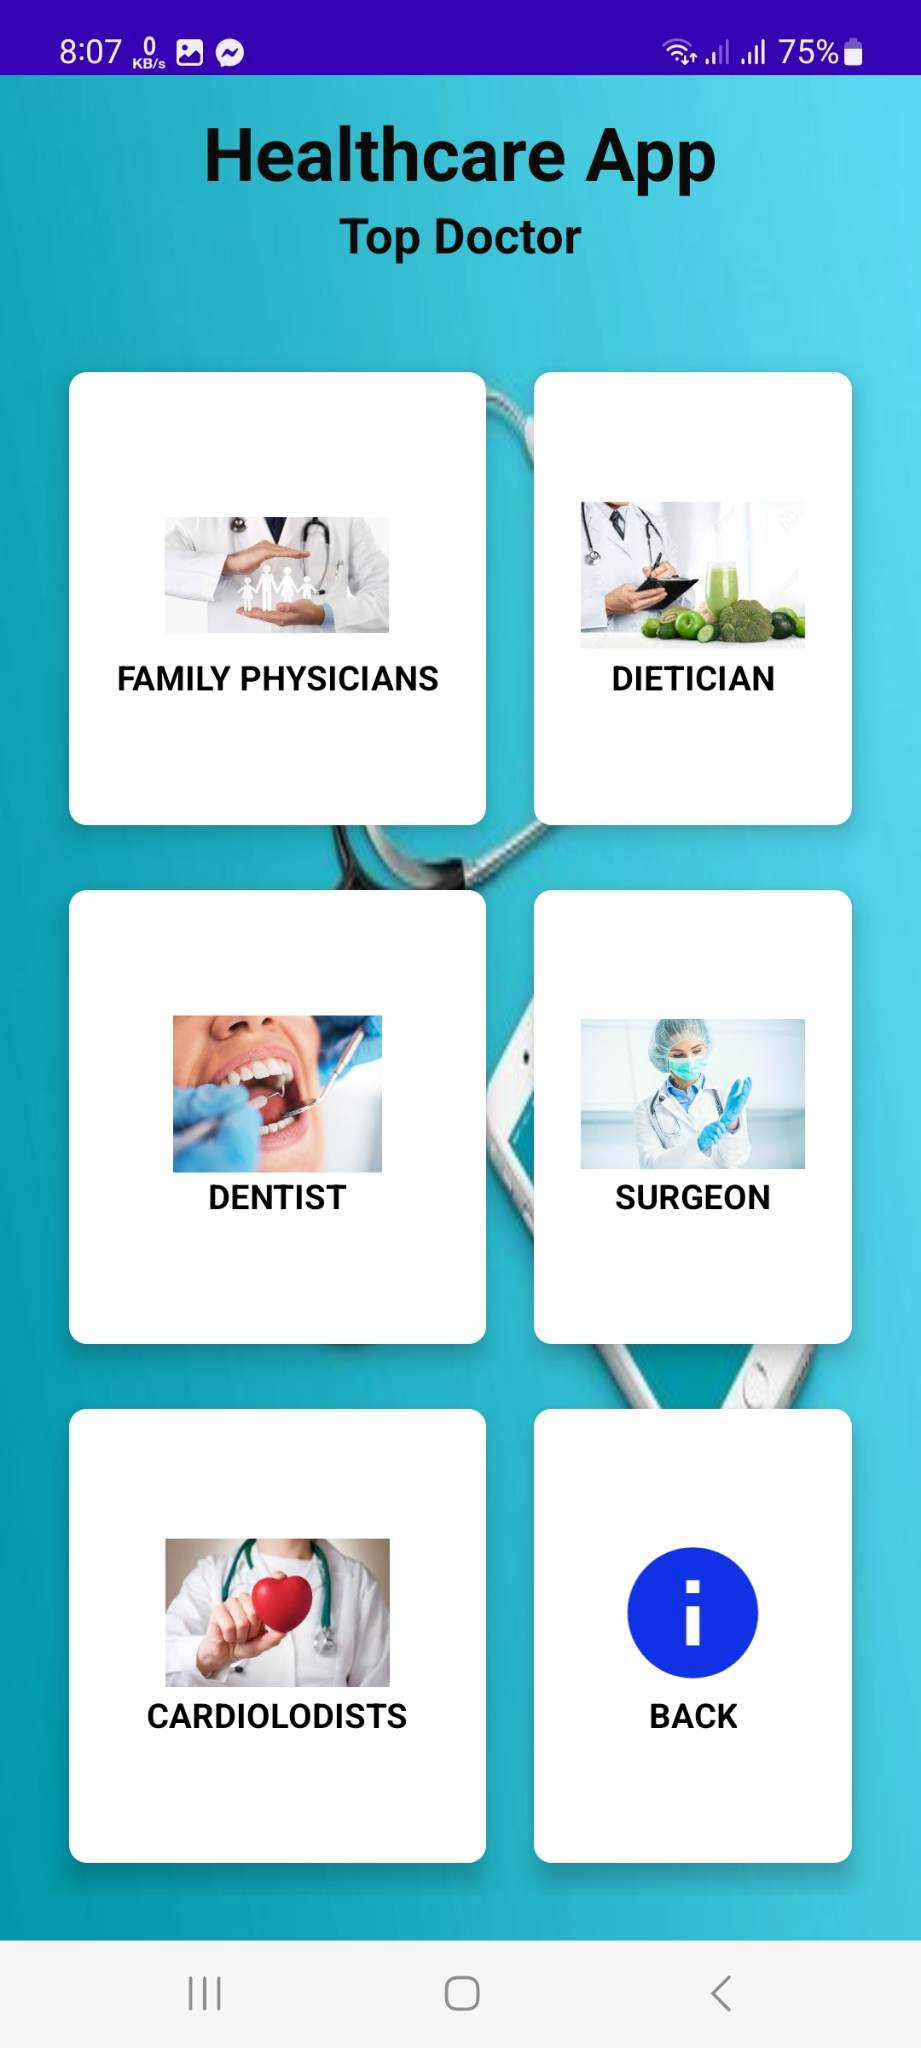 8:07 0 KB/s 75%
Healthcare App
Top Doctor
FAMILY PHYSICIANS
DIETICIAN
DENTIST
SURGEON
CARDIOLODISTS
BACK